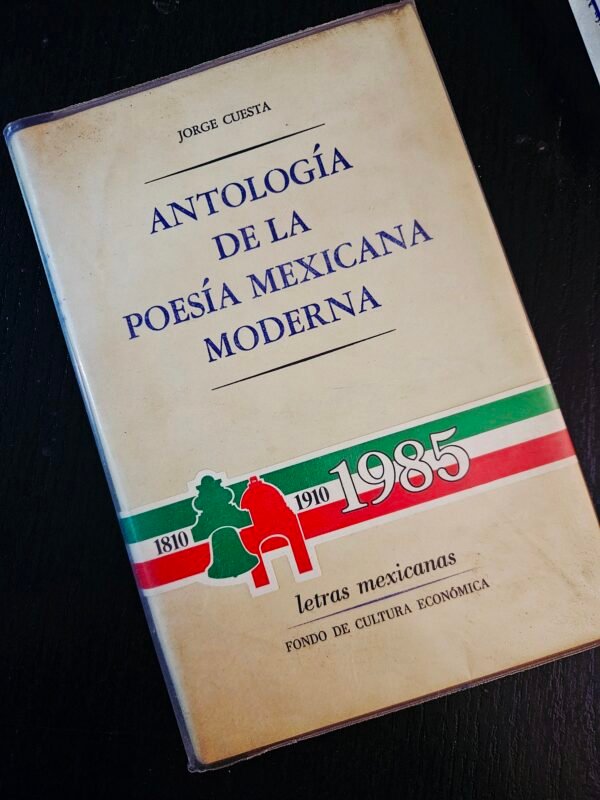 JORGE CUESTA
ANTOLOGÍA
DE LA
POESÍA MEXICANA
MODERNA
1810
1910
1985
letras mexicanas
FONDO DE CULTURA ECONÓMICA